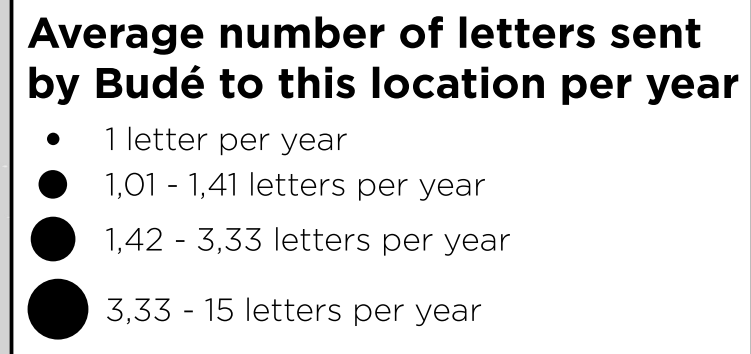 Average number of letters sent
by Budé to this location per year
1 letter per year
1,01 - 1,41 letters per year
1,42 - 3,33 letters per year
3,33 - 15 letters per year